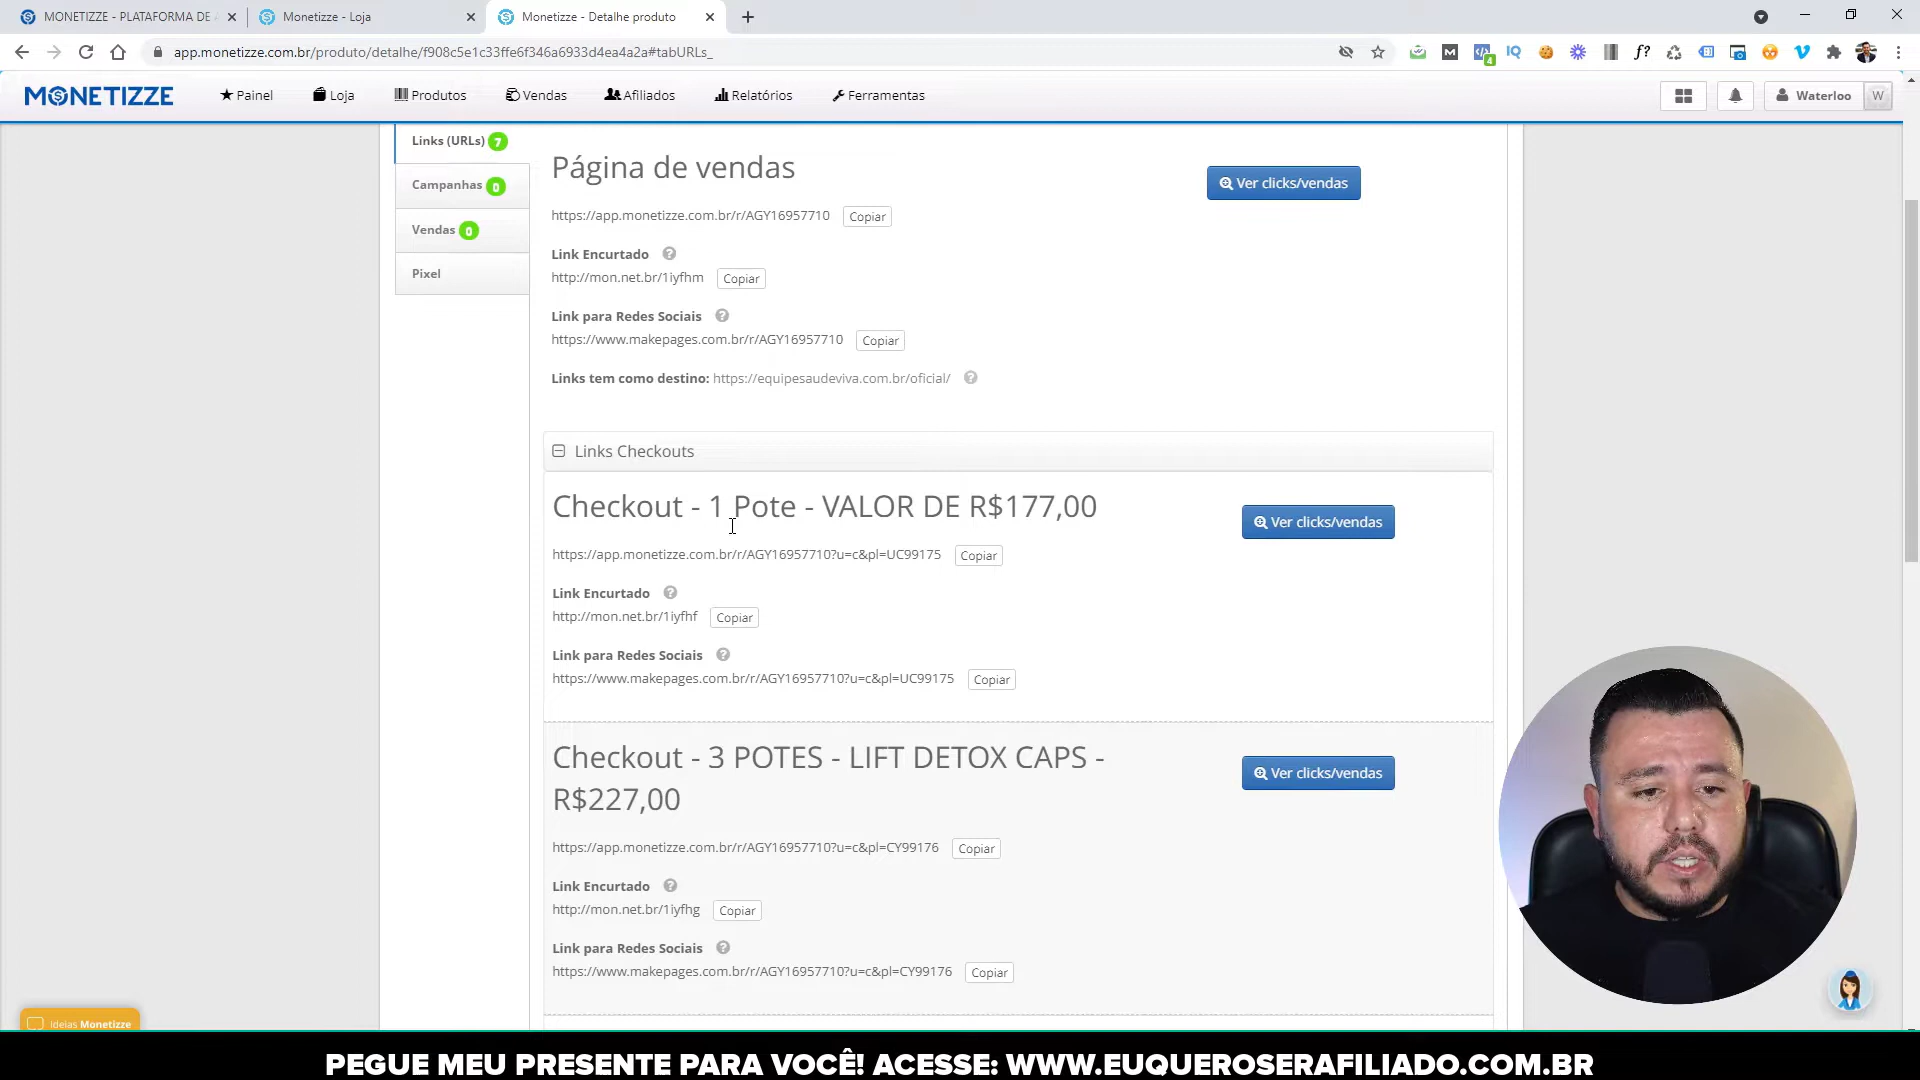 MONETIZZE - PLATAFORMA DE A
Monetizze - Loja
Monetizze - Detalhe produto
app.monetizze.com.br/produto/detalhe/f908c5e1c33ffe6f346a6933d4ea4a2a#tabURLs_
MONETIZZE
Painel
Loja
Produtos
Vendas
Afiliados
Relatórios
Ferramentas
Waterloo
W
Links (URLs) 7
Campanhas 0
Vendas 0
Pixel
Página de vendas
Ver clicks/vendas
https://app.monetizze.com.br/r/AGY16957710 Copiar
Link Encurtado ?
http://mon.net.br/1iyfhm Copiar
Link para Redes Sociais ?
https://www.makepages.com.br/r/AGY16957710 Copiar
Links tem como destino: https://equipesaudeviva.com.br/oficial/ ?
Links Checkouts
Checkout - 1 Pote - VALOR DE R$177,00
Ver clicks/vendas
https://app.monetizze.com.br/r/AGY16957710?u=c&pl=UC99175 Copiar
Link Encurtado ?
http://mon.net.br/1iyfhf Copiar
Link para Redes Sociais ?
https://www.makepages.com.br/r/AGY16957710?u=c&pl=UC99175 Copiar
Checkout - 3 POTES - LIFT DETOX CAPS -
R$227,00
Ver clicks/vendas
https://app.monetizze.com.br/r/AGY16957710?u=c&pl=CY99176 Copiar
Link Encurtado ?
http://mon.net.br/1iyfhg Copiar
Link para Redes Sociais ?
https://www.makepages.com.br/r/AGY16957710?u=c&pl=CY99176 Copiar
Ideias Monetizze
PEGUE MEU PRESENTE PARA VOCÊ! ACESSE: WWW.EUQUEROSERAFILIADO.COM.BR